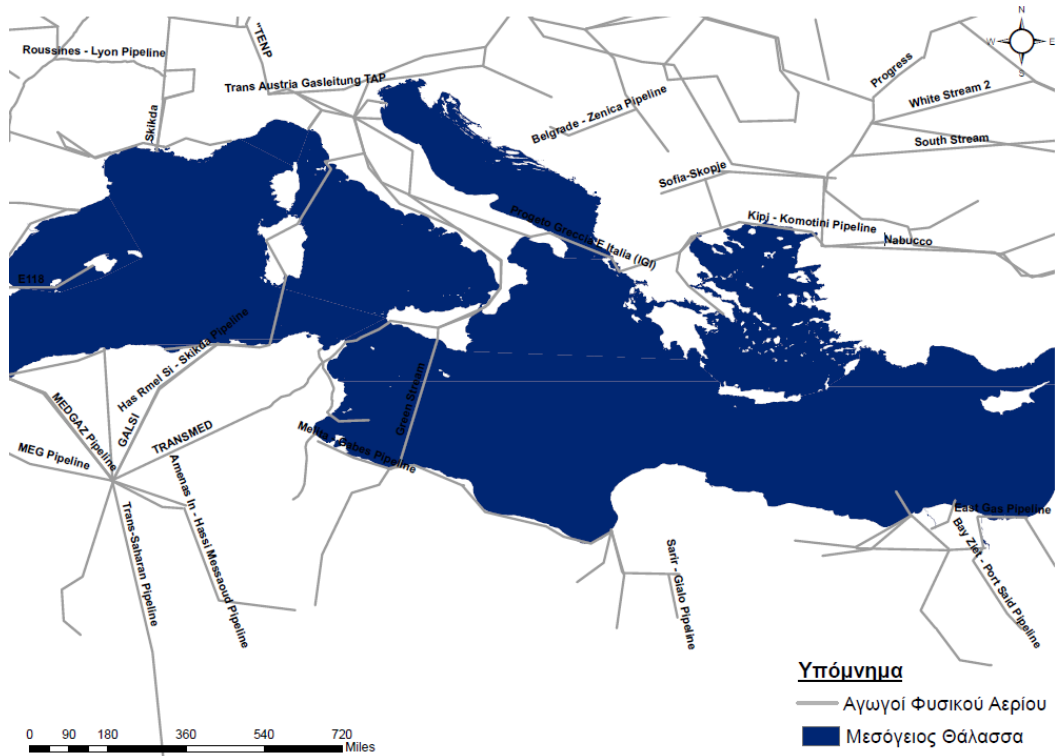 N
W
E
S
Roussines - Lyon Pipeline
"TENP
Trans Austria Gasleitung TAP
Skikda
Progress
White Stream 2
Belgrade - Zenica Pipeline
South Stream
Sofia-Skopje
Progeto Greccia-E Italia (IGI)
Kipi - Komotini Pipeline
Nabucco
E118
Has Rmel Si - Skikda Pipeline
GALSI
MEDGAZ Pipeline
TRANSMED
Green Stream
MEG Pipeline
Melita - Gabes Pipeline
Amenas In - Hassi Messaoud Pipeline
Trans-Saharan Pipeline
Sarir - Gialo Pipeline
East Gas Pipeline
Bay Ziet - Port Said Pipeline
Υπόμνημα
Αγωγοί Φυσικού Αερίου
Μεσόγειος Θάλασσα
0 90 180 360 540 720
Miles